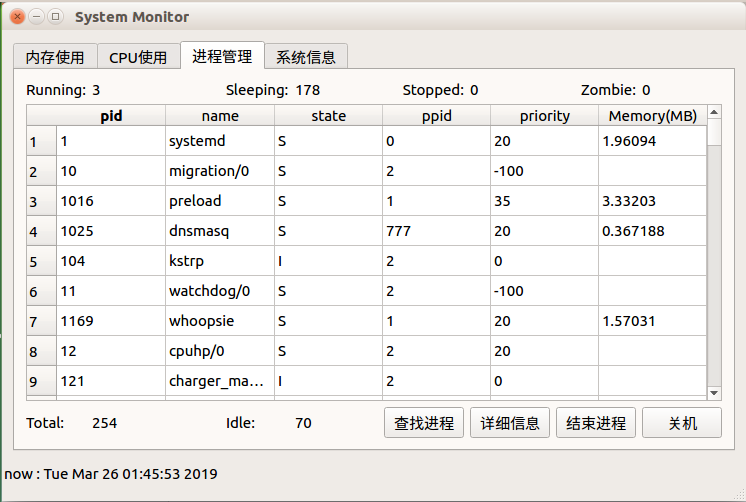 System Monitor
内存使用 CPU使用 进程管理 系统信息
Running: 3 Sleeping: 178 Stopped: 0 Zombie: 0
pid name state ppid priority Memory(MB)
1 1 systemd S 0 20 1.96094
2 10 migration/0 S 2 -100
3 1016 preload S 1 35 3.33203
4 1025 dnsmasq S 777 20 0.367188
5 104 kstrp I 2 0
6 11 watchdog/0 S 2 -100
7 1169 whoopsie S 1 20 1.57031
8 12 cpuhp/0 S 2 20
9 121 charger_ma... I 2 0
Total: 254 Idle: 70 查找进程 详细信息 结束进程 关机
now : Tue Mar 26 01:45:53 2019